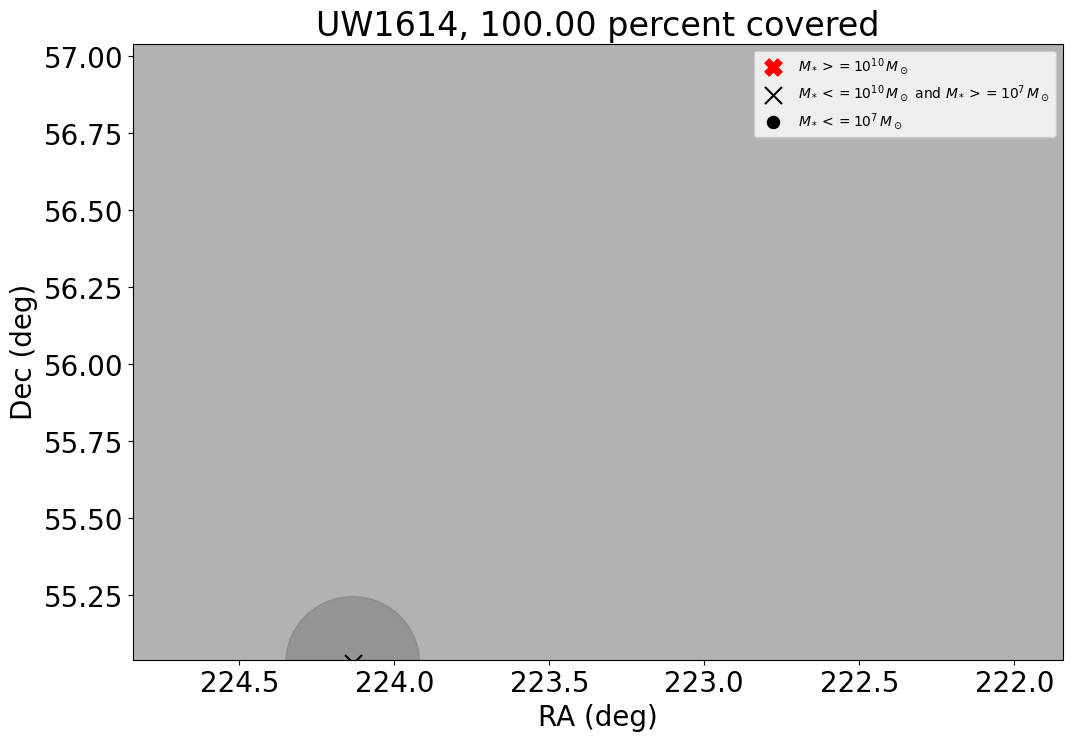 UW1614, 100.00 percent covered
57.00
56.75
56.50
56.25
56.00
55.75
55.50
55.25
Dec (deg)
M* >= 10^10 M⊙
M* <= 10^10 M⊙ and M* >= 10^7 M⊙
M* <= 10^7 M⊙
224.5 224.0 223.5 223.0 222.5 222.0
RA (deg)